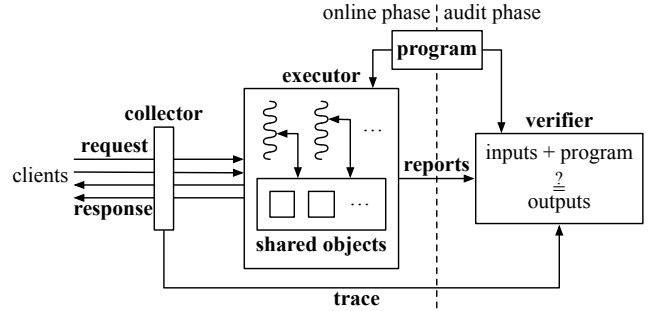 online phase audit phase
program
executor
collector
verifier
request
...
inputs + program
clients
reports
?
=
outputs
response
...
shared objects
trace